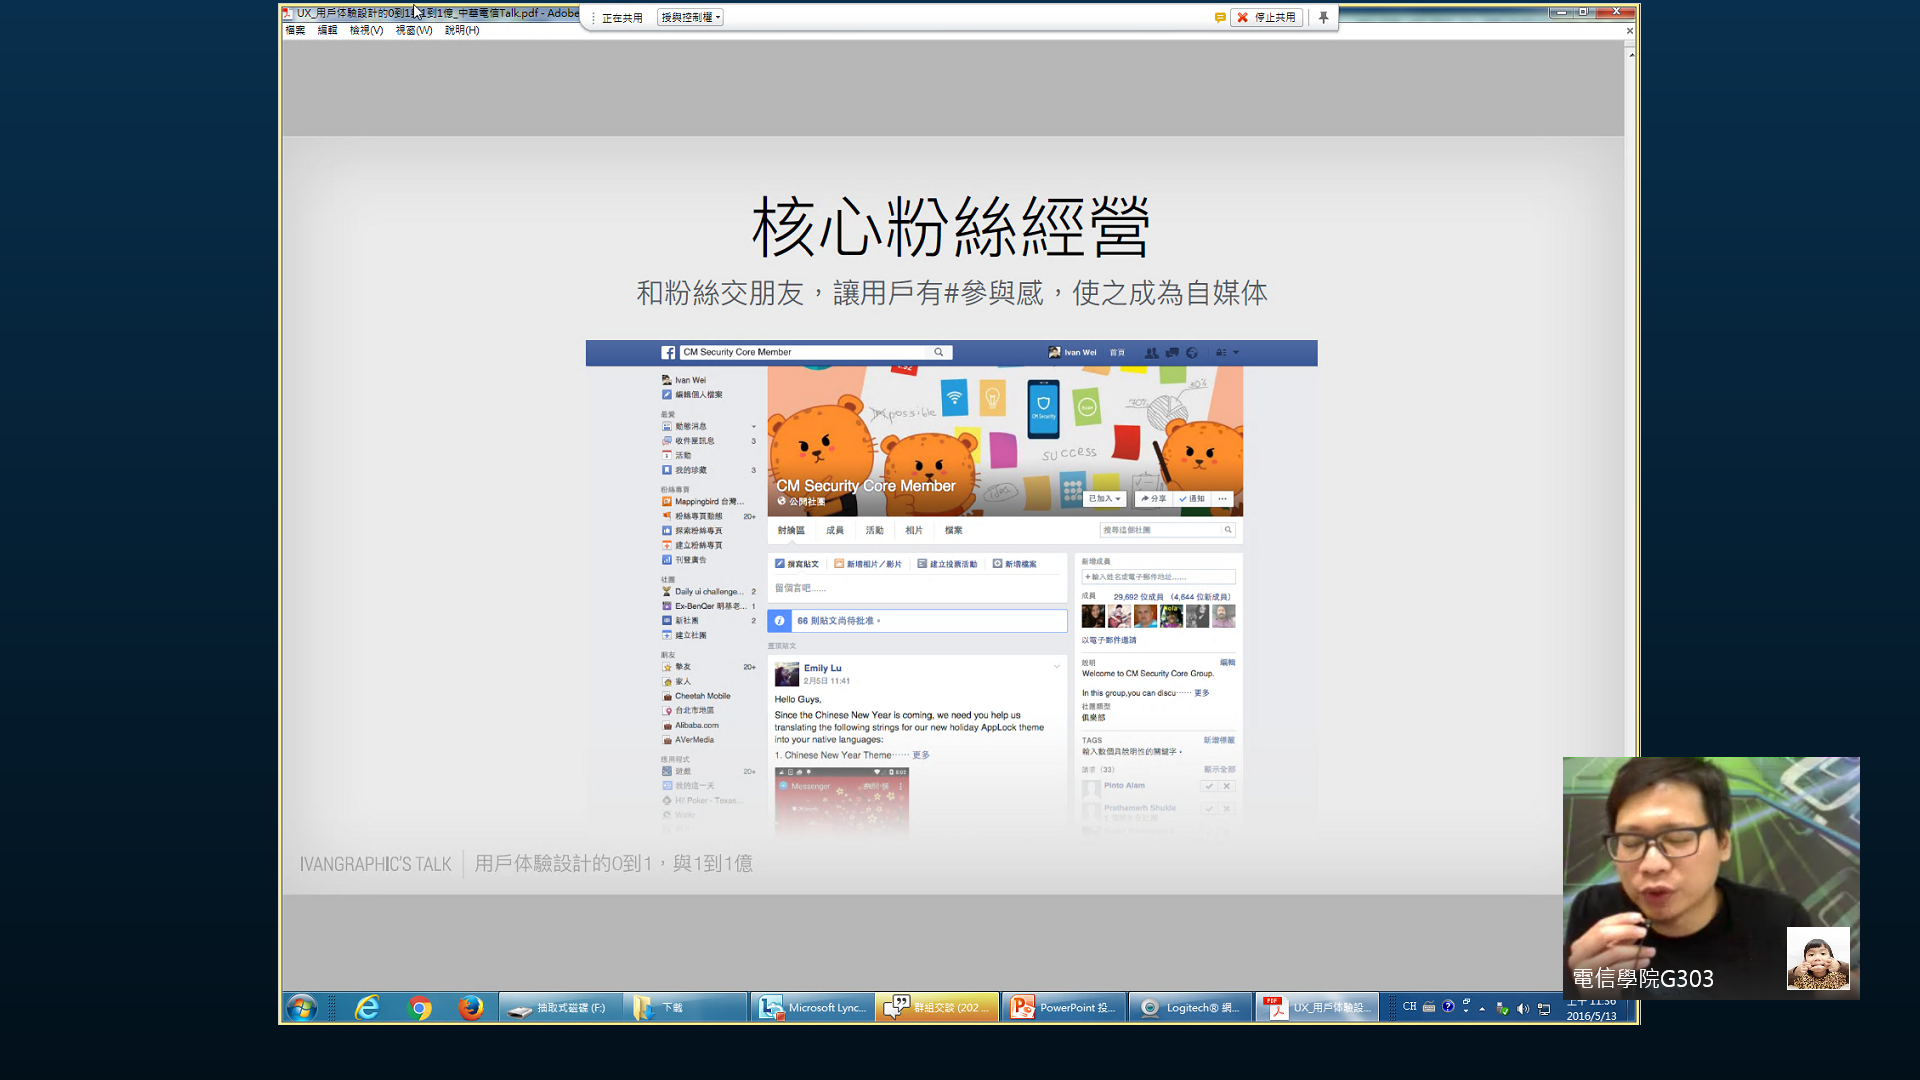 UX_用戶体驗設計的0到1與1到1億_中華電信Talk.pdf - Adobe
正在共用
授與控制權
停止共用
檔案 編輯 檢視(V) 視窗(W) 說明(H)
核心粉絲經營
和粉絲交朋友，讓用戶有#參與感，使之成為自媒体
CM Security Core Member
Ivan Wei 首頁
Ivan Wei
編輯個人檔案
最愛
動態消息
收件匣訊息 3
活動
我的珍藏 3
粉絲專頁
Mappingbird 台灣...
粉絲專頁動態 20+
探索粉絲專頁
建立粉絲專頁
刊登廣告
社團
Daily ui challenge... 2
Ex-BenQer 明基老... 1
新社團 2
建立社團
朋友
摯友 20+
家人
Cheetah Mobile
台北市地區
Alibaba.com
AVerMedia
應用程式
遊戲 20+
我的這一天
Hi! Poker - Texas...
impossible
CM Security
30%
70%
SUCCESS
idea
CM Security Core Member
公開社團
已加入 分享 通知 ...
討論區 成員 活動 相片 檔案
搜尋這個社團
撰寫貼文 新增相片／影片 建立投票活動 新增檔案
留個言吧......
66 則貼文尚待批准。
置頂貼文
Emily Lu
2月5日 11:41
Hello Guys,
Since the Chinese New Year is coming, we need you help us
translating the following strings for our new holiday AppLock theme
into your native languages:
1. Chinese New Year Theme⋯⋯ 更多
Messenger
新增成員
+ 輸入姓名或電子郵件地址......
成員 29,692 位成員 (4,644 位新成員)
以電子郵件邀請
說明 編輯
Welcome to CM Security Core Group.
In this group,you can discu⋯⋯ 更多
社團類型
俱樂部
TAGS 新增標籤
輸入數個具說明性的關鍵字。
請求 (33) 顯示全部
Pinto Alam
Prathamerh Shukle
IVANGRAPHIC'S TALK 用戶体驗設計的0到1，與1到1億
電信學院G303
抽取式磁碟 (F:)
下載
Microsoft Lync...
群組交談 (202 ...
PowerPoint 投...
Logitech® 網...
UX_用戶体驗設...
CH
上午 11:36
2016/5/13